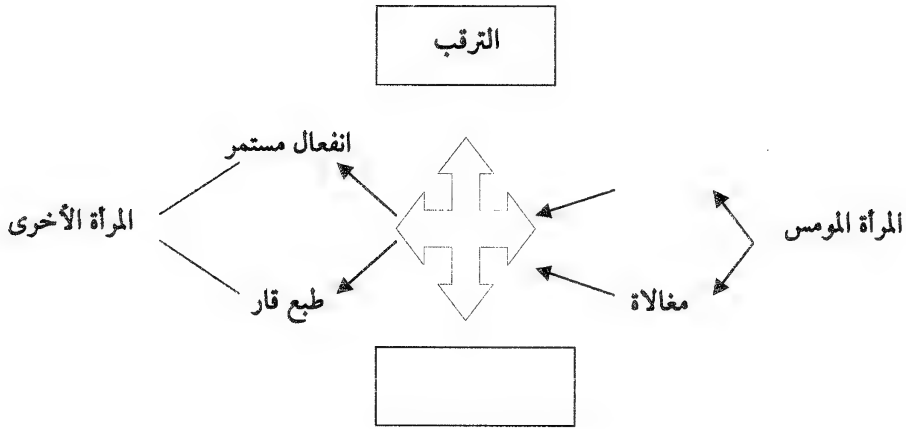 الترقب
انفعال مستمر
المرأة المومس
المرأة الأخرى
مغالاة
طبع قار